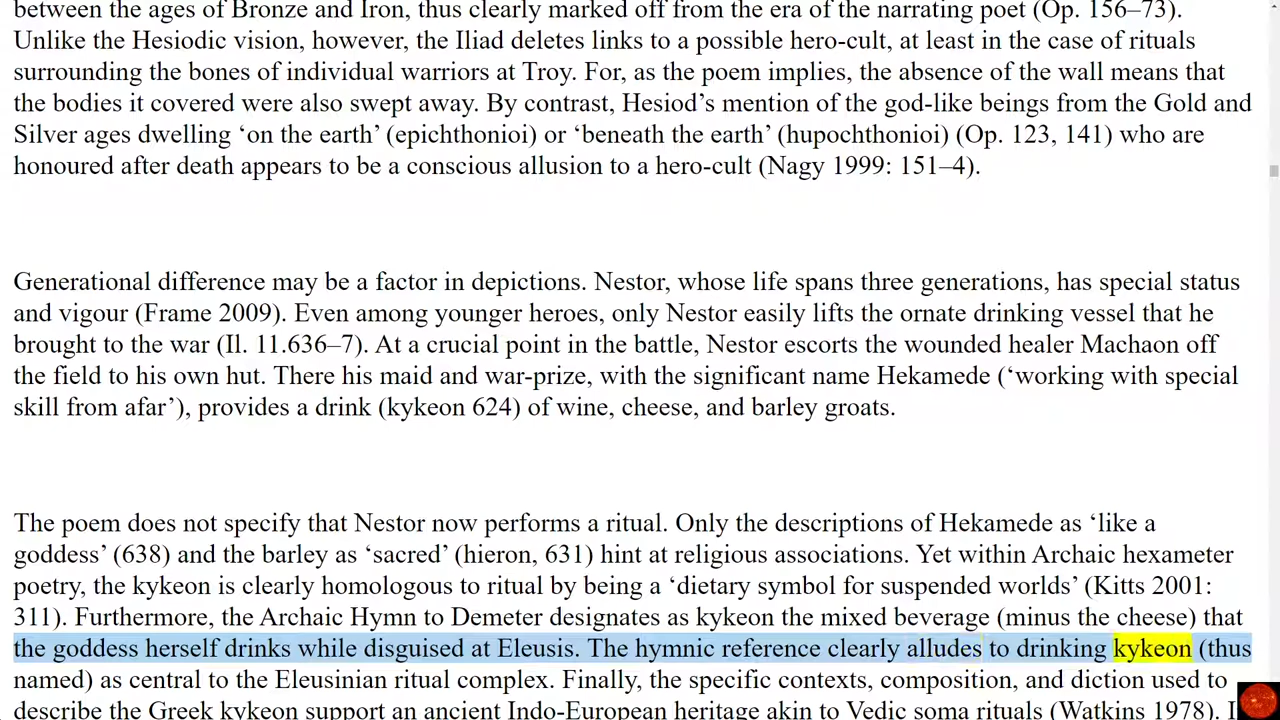 between the ages of Bronze and Iron, thus clearly marked off from the era of the narrating poet (Op. 156–73).
Unlike the Hesiodic vision, however, the Iliad deletes links to a possible hero-cult, at least in the case of rituals
surrounding the bones of individual warriors at Troy. For, as the poem implies, the absence of the wall means that
the bodies it covered were also swept away. By contrast, Hesiod’s mention of the god-like beings from the Gold and
Silver ages dwelling ‘on the earth’ (epichthonioi) or ‘beneath the earth’ (hupochthonioi) (Op. 123, 141) who are
honoured after death appears to be a conscious allusion to a hero-cult (Nagy 1999: 151–4).
Generational difference may be a factor in depictions. Nestor, whose life spans three generations, has special status
and vigour (Frame 2009). Even among younger heroes, only Nestor easily lifts the ornate drinking vessel that he
brought to the war (Il. 11.636–7). At a crucial point in the battle, Nestor escorts the wounded healer Machaon off
the field to his own hut. There his maid and war-prize, with the significant name Hekamede (‘working with special
skill from afar’), provides a drink (kykeon 624) of wine, cheese, and barley groats.
The poem does not specify that Nestor now performs a ritual. Only the descriptions of Hekamede as ‘like a
goddess’ (638) and the barley as ‘sacred’ (hieron, 631) hint at religious associations. Yet within Archaic hexameter
poetry, the kykeon is clearly homologous to ritual by being a ‘dietary symbol for suspended worlds’ (Kitts 2001:
311). Furthermore, the Archaic Hymn to Demeter designates as kykeon the mixed beverage (minus the cheese) that
the goddess herself drinks while disguised at Eleusis. The hymnic reference clearly alludes to drinking kykeon (thus
named) as central to the Eleusinian ritual complex. Finally, the specific contexts, composition, and diction used to
describe the Greek kykeon support an ancient Indo-European heritage akin to Vedic soma rituals (Watkins 1978).